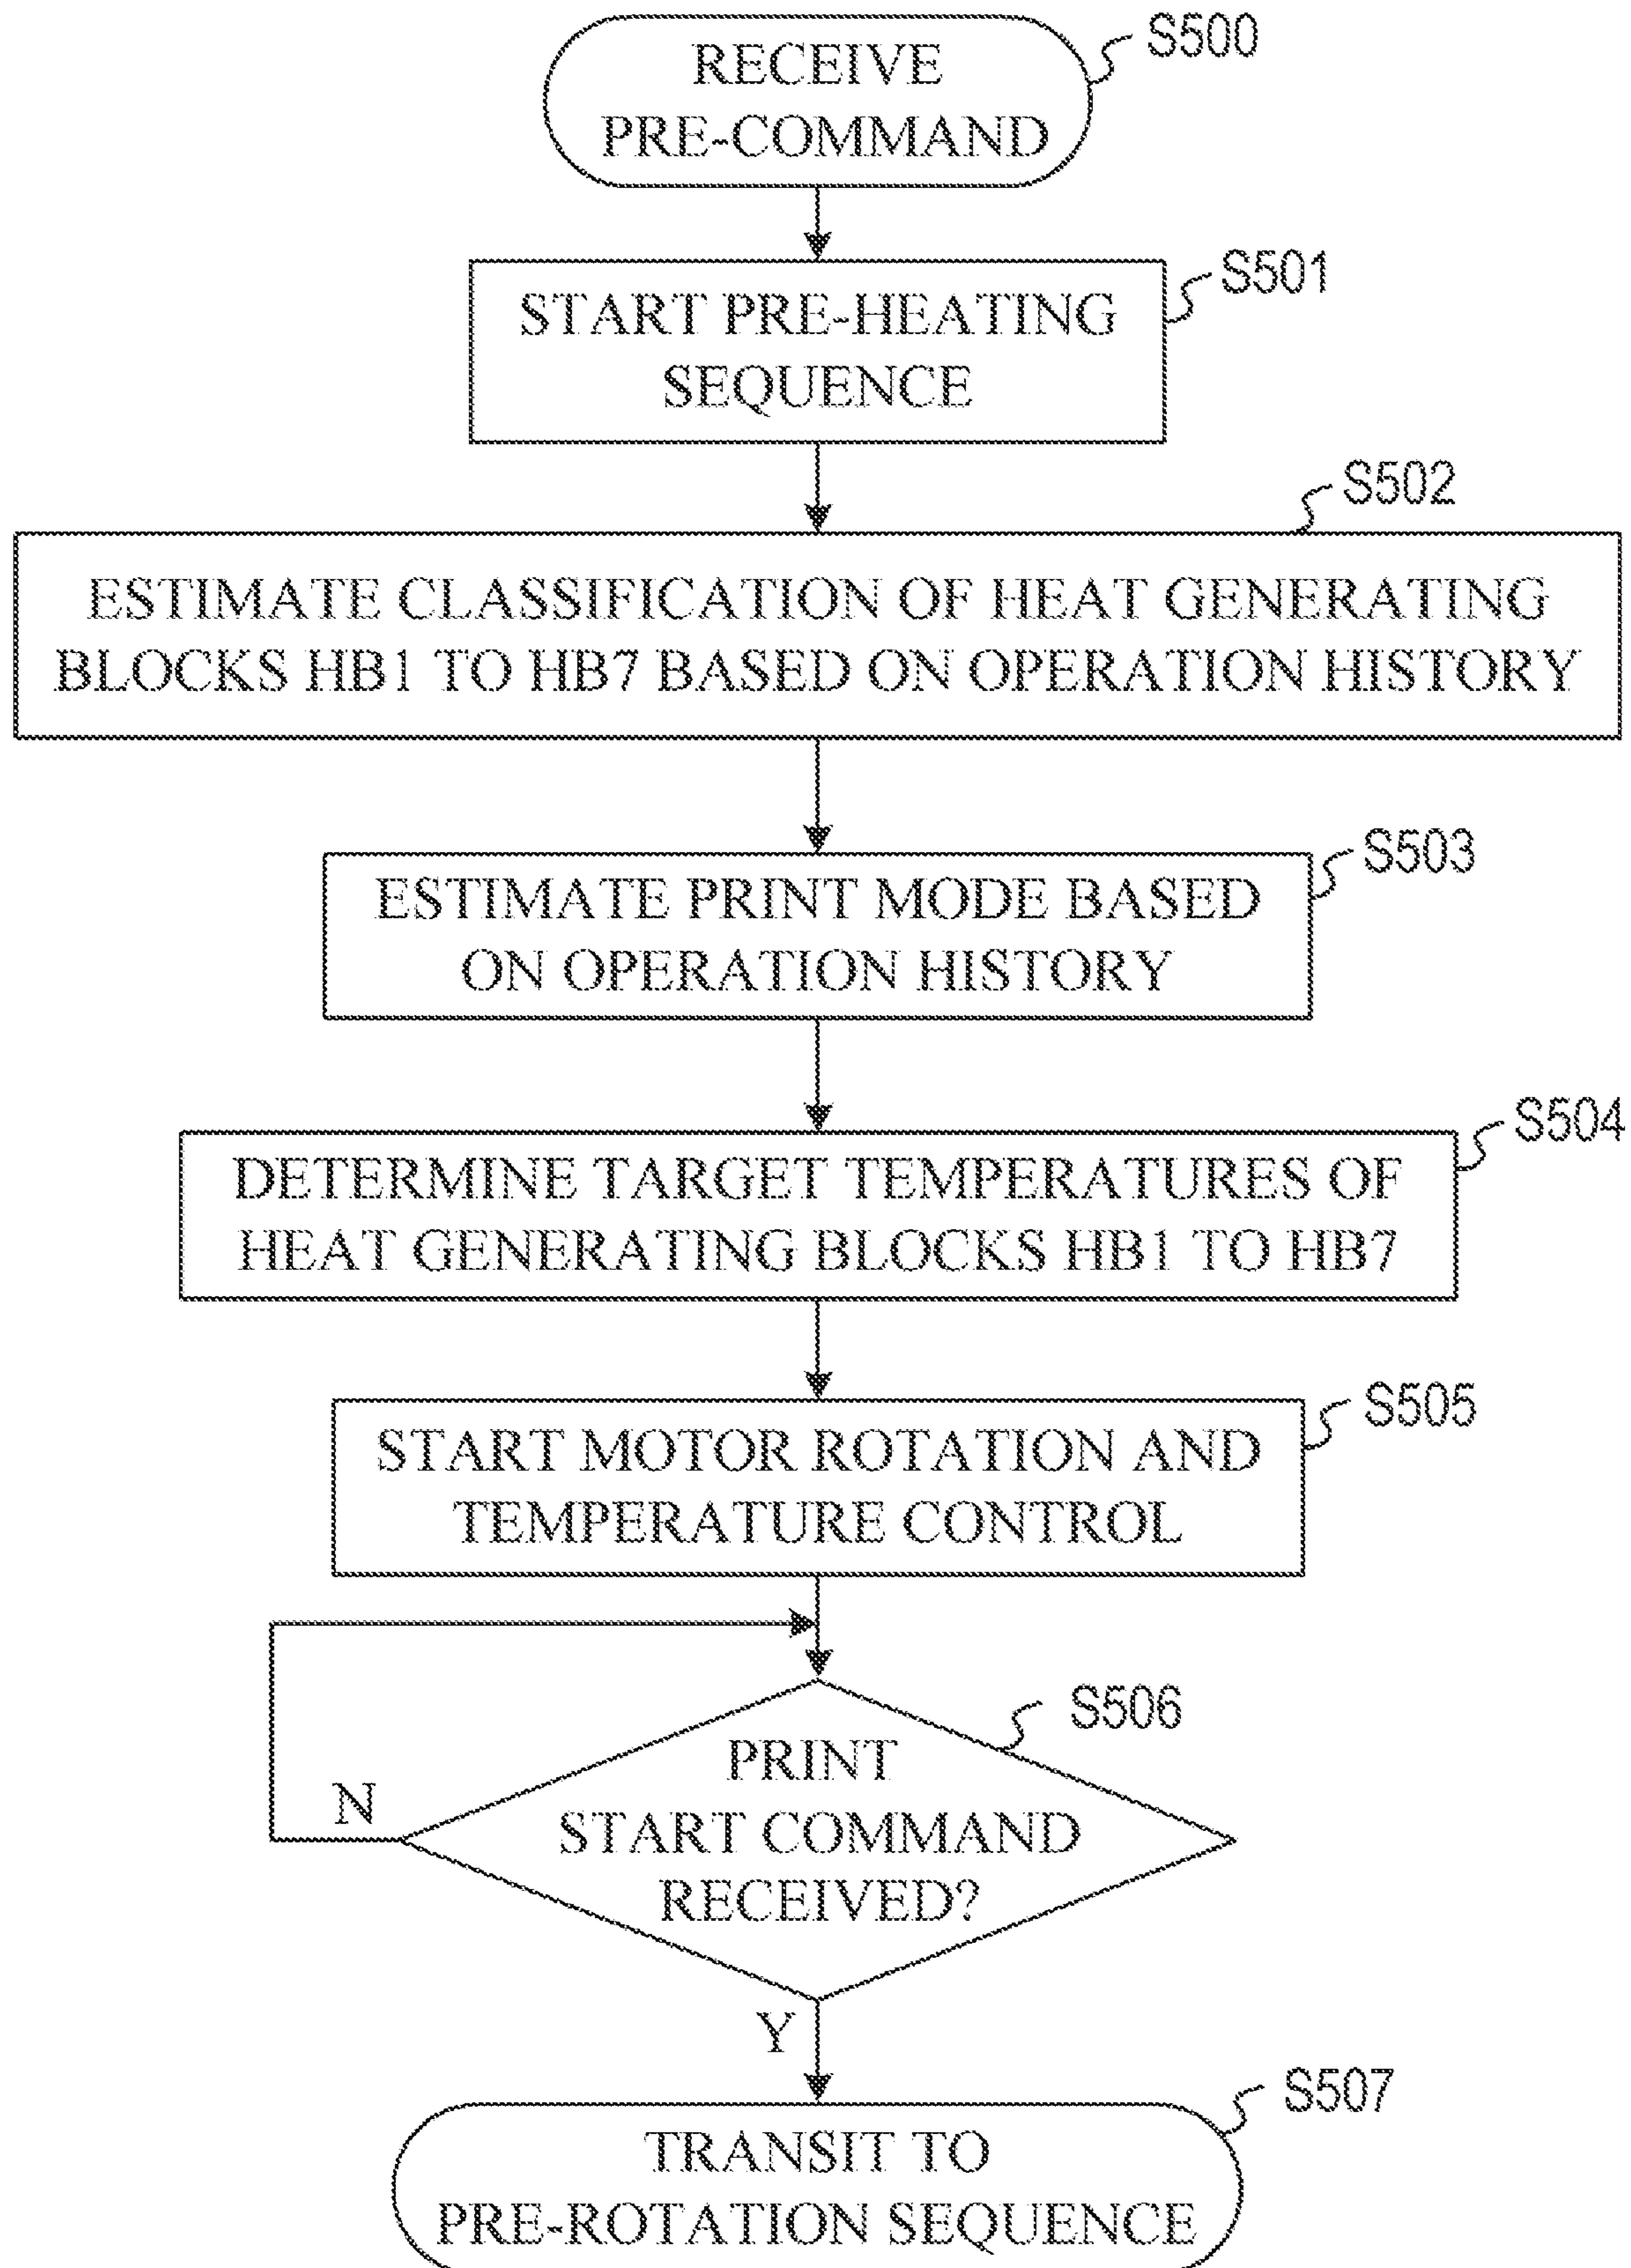 RECEIVE
PRE-COMMAND
S500
START PRE-HEATING
SEQUENCE
S501
S502
ESTIMATE CLASSIFICATION OF HEAT GENERATING
BLOCKS HB1 TO HB7 BASED ON OPERATION HISTORY
S503
ESTIMATE PRINT MODE BASED
ON OPERATION HISTORY
S504
DETERMINE TARGET TEMPERATURES OF
HEAT GENERATING BLOCKS HB1 TO HB7
S505
START MOTOR ROTATION AND
TEMPERATURE CONTROL
S506
PRINT
START COMMAND
RECEIVED?
N
Y
S507
TRANSIT TO
PRE-ROTATION SEQUENCE